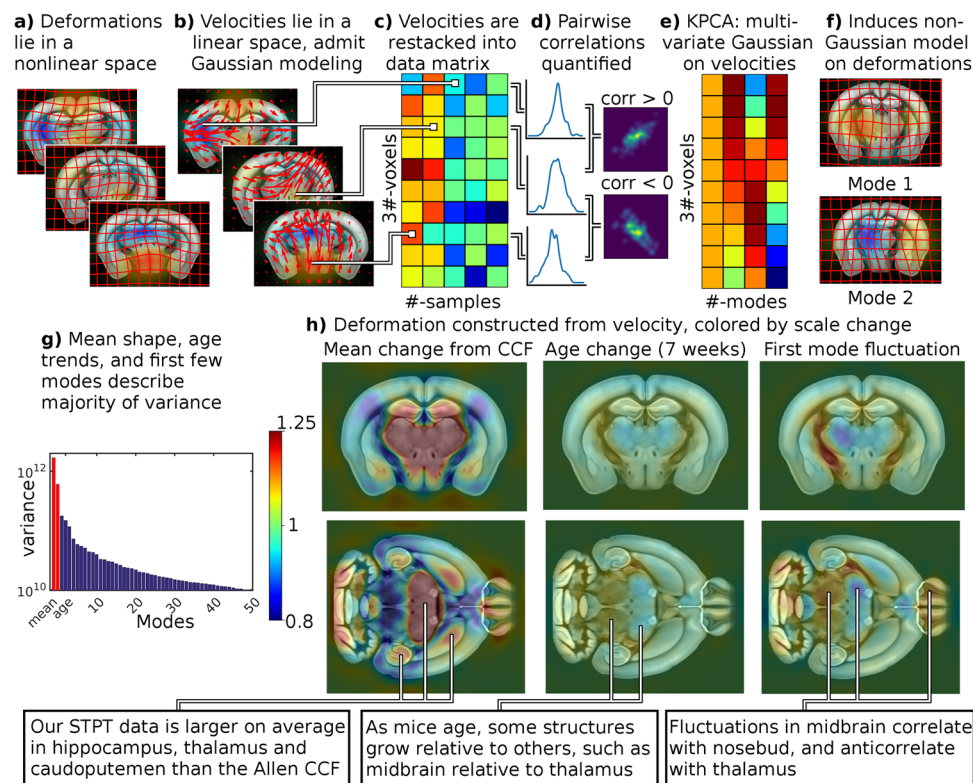 a) Deformations
lie in a
nonlinear space
b) Velocities lie in a
linear space, admit
Gaussian modeling
c) Velocities are
restacked into
data matrix
d) Pairwise
correlations
quantified
e) KPCA: multi-
variate Gaussian
on velocities
f) Induces non-
Gaussian model
on deformations
3#-voxels
#-samples
corr > 0
corr < 0
3#-voxels
#-modes
Mode 1
Mode 2
g) Mean shape, age
trends, and first few
modes describe
majority of variance
variance
10^12
10^10
mean
age
10
20
30
40
50
Modes
1.25
1
0.8
h) Deformation constructed from velocity, colored by scale change
Mean change from CCF
Age change (7 weeks)
First mode fluctuation
Our STPT data is larger on average
in hippocampus, thalamus and
caudoputemen than the Allen CCF
As mice age, some structures
grow relative to others, such as
midbrain relative to thalamus
Fluctuations in midbrain correlate
with nosebud, and anticorrelate
with thalamus